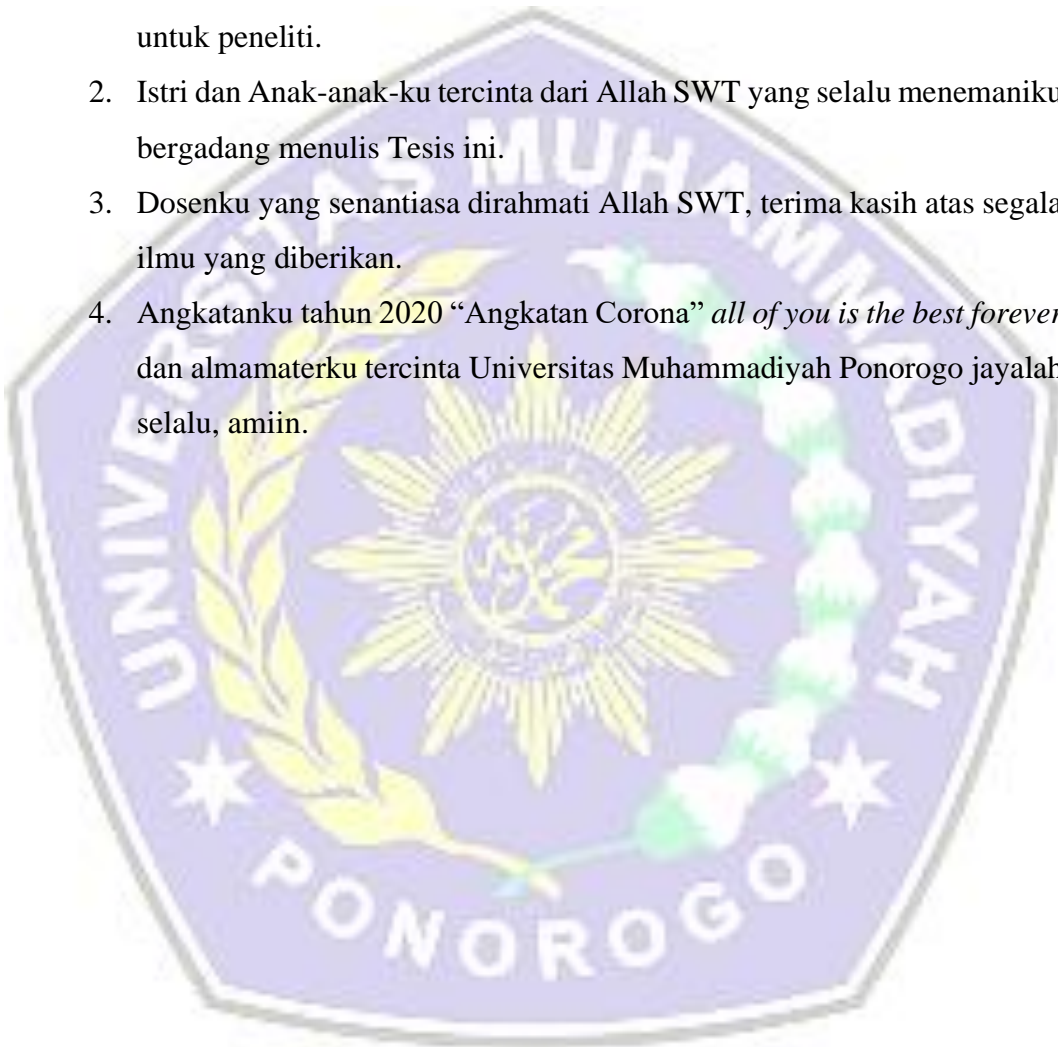 untuk peneliti.
2. Istri dan Anak-anak-ku tercinta dari Allah SWT yang selalu menemaniku
bergadang menulis Tesis ini.
3. Dosenku yang senantiasa dirahmati Allah SWT, terima kasih atas segala
ilmu yang diberikan.
4. Angkatanku tahun 2020 “Angkatan Corona” all of you is the best forever
dan almamaterku tercinta Universitas Muhammadiyah Ponorogo jayalah
selalu, amiin.
UNIVERSITAS MUHAMMADIYAH
PONOROGO